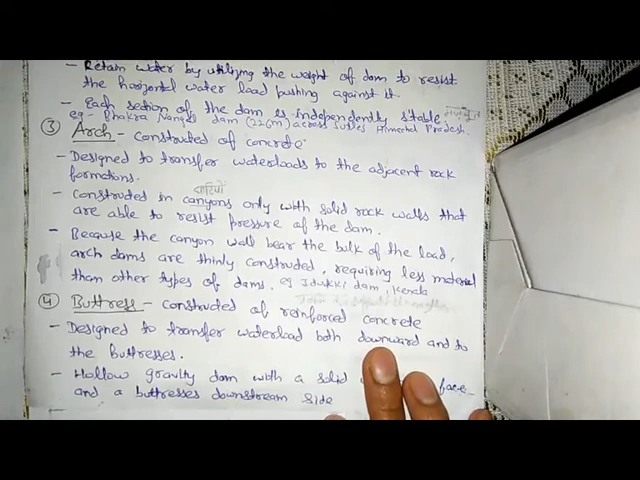 - Retain water by utilizing the weight of dam to resist
the horizontal water load pushing against it.
- Each section of the dam is independently stable मजबूत
eg- Bhakra Nangal dam (226m) across Sutlej Himachal Pradesh.
③ Arch - constructed of concrete
- Designed to transfer waterloads to the adjacent rock
formations.
घाटियों
- Constructed in canyons only with solid rock walls that
are able to resist pressure of the dam.
- Because the canyon wall bear the bulk of the load,
arch dams are thinly constructed, requiring less material
than other types of dams. eg Idukki dam, Kerala
④ Buttress - constructed of reinforced concrete
- Designed to transfer waterload both downward and to
the buttresses.
- Hollow gravity dam with a solid face
and a buttresses downstream side